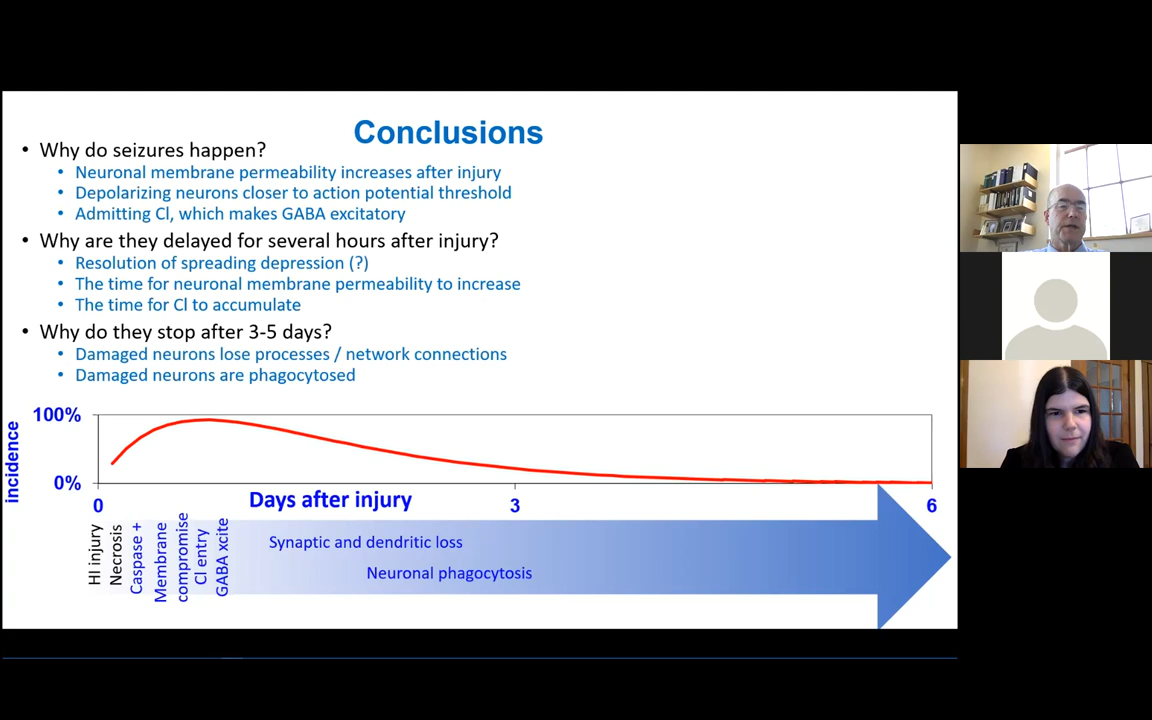 Conclusions
• Why do seizures happen?
• Neuronal membrane permeability increases after injury
• Depolarizing neurons closer to action potential threshold
• Admitting Cl, which makes GABA excitatory
• Why are they delayed for several hours after injury?
• Resolution of spreading depression (?)
• The time for neuronal membrane permeability to increase
• The time for Cl to accumulate
• Why do they stop after 3-5 days?
• Damaged neurons lose processes / network connections
• Damaged neurons are phagocytosed
100%
0%
incidence
0
Days after injury
3
6
HI injury
Necrosis
Caspase +
Membrane
compromise
Cl entry
GABA xcite
Synaptic and dendritic loss
Neuronal phagocytosis